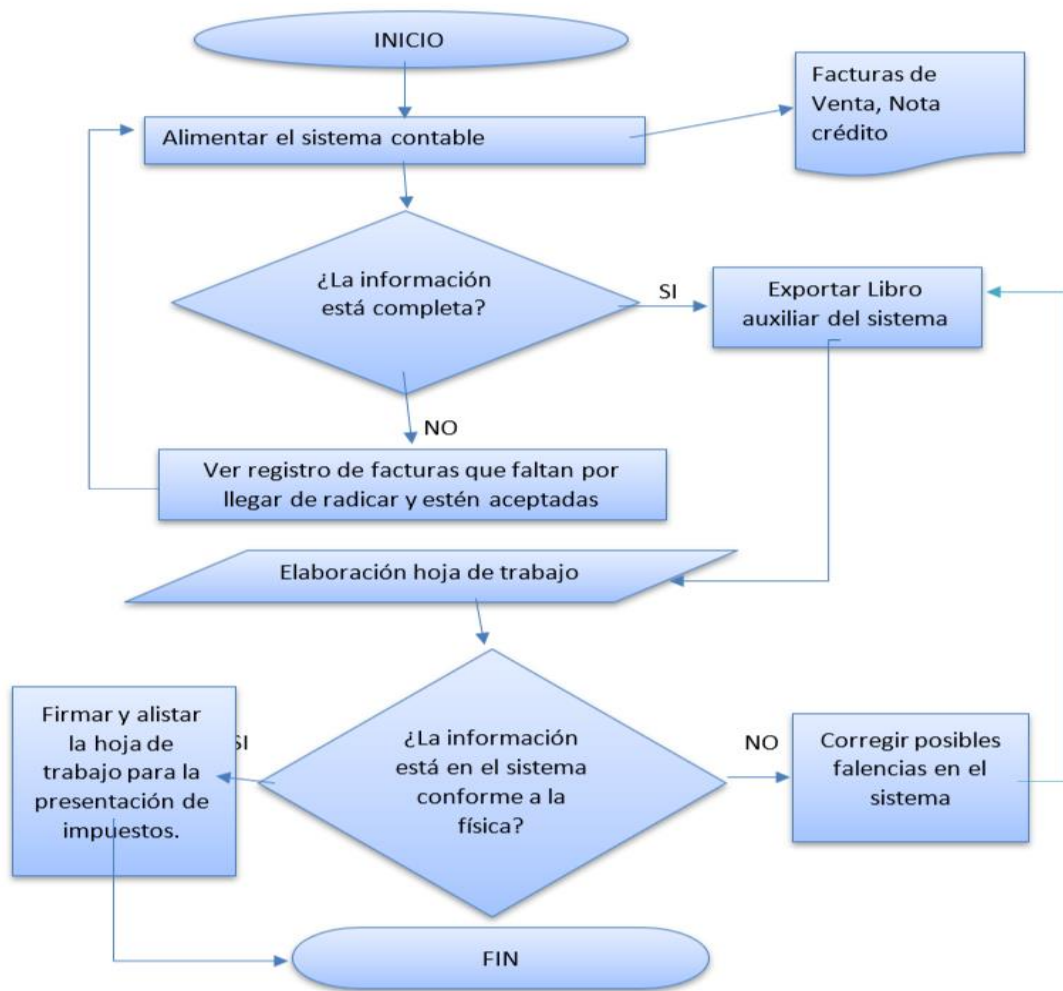 INICIO
Facturas de
Venta, Nota
crédito
Alimentar el sistema contable
¿La información
está completa?
SI
Exportar Libro
auxiliar del sistema
NO
Ver registro de facturas que faltan por
llegar de radicar y estén aceptadas
Elaboración hoja de trabajo
Firmar y alistar
la hoja de
trabajo para la
presentación de
impuestos.
SI
¿La información
está en el sistema
conforme a la
física?
NO
Corregir posibles
falencias en el
sistema
FIN